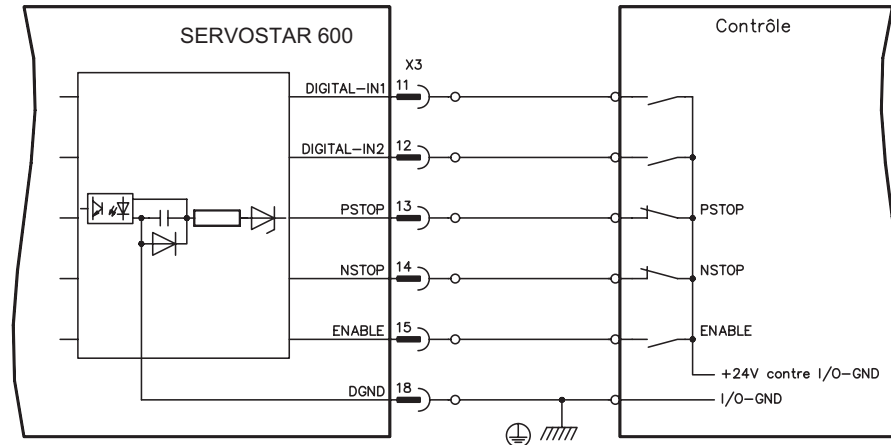 SERVOSTAR 600
Contrôle
X3
DIGITAL-IN1 11
DIGITAL-IN2 12
PSTOP 13 PSTOP
NSTOP 14 NSTOP
ENABLE 15 ENABLE
+24V contre I/O-GND
DGND 18 I/O-GND